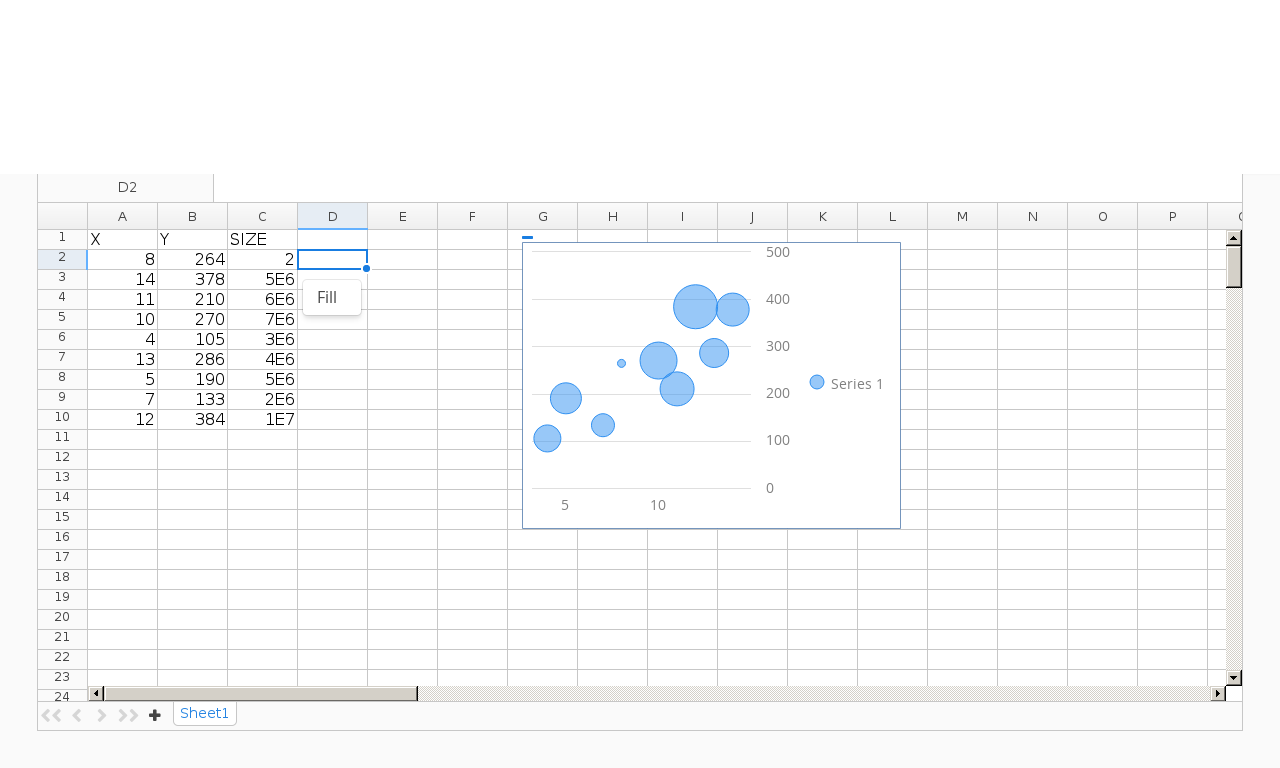 D2
A B C D E F G H I J K L M N O P
1 X Y SIZE
2 8 264 2
3 14 378 5E6
Fill
4 11 210 6E6
5 10 270 7E6
6 4 105 3E6
7 13 286 4E6
8 5 190 5E6
9 7 133 2E6
10 12 384 1E7
11
12
13
14
15
16
17
18
19
20
21
22
23
24
500
400
300
200
100
0
5 10
Series 1
Sheet1